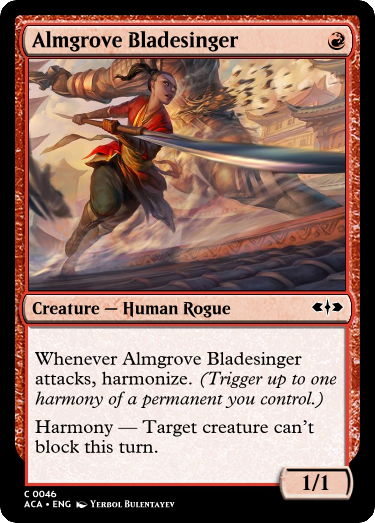 Almgrove Bladesinger
Creature — Human Rogue
Whenever Almgrove Bladesinger
attacks, harmonize. (Trigger up to one
harmony of a permanent you control.)
Harmony — Target creature can't
block this turn.
1/1
C 0046
ACA • ENG Yerbol Bulentayev